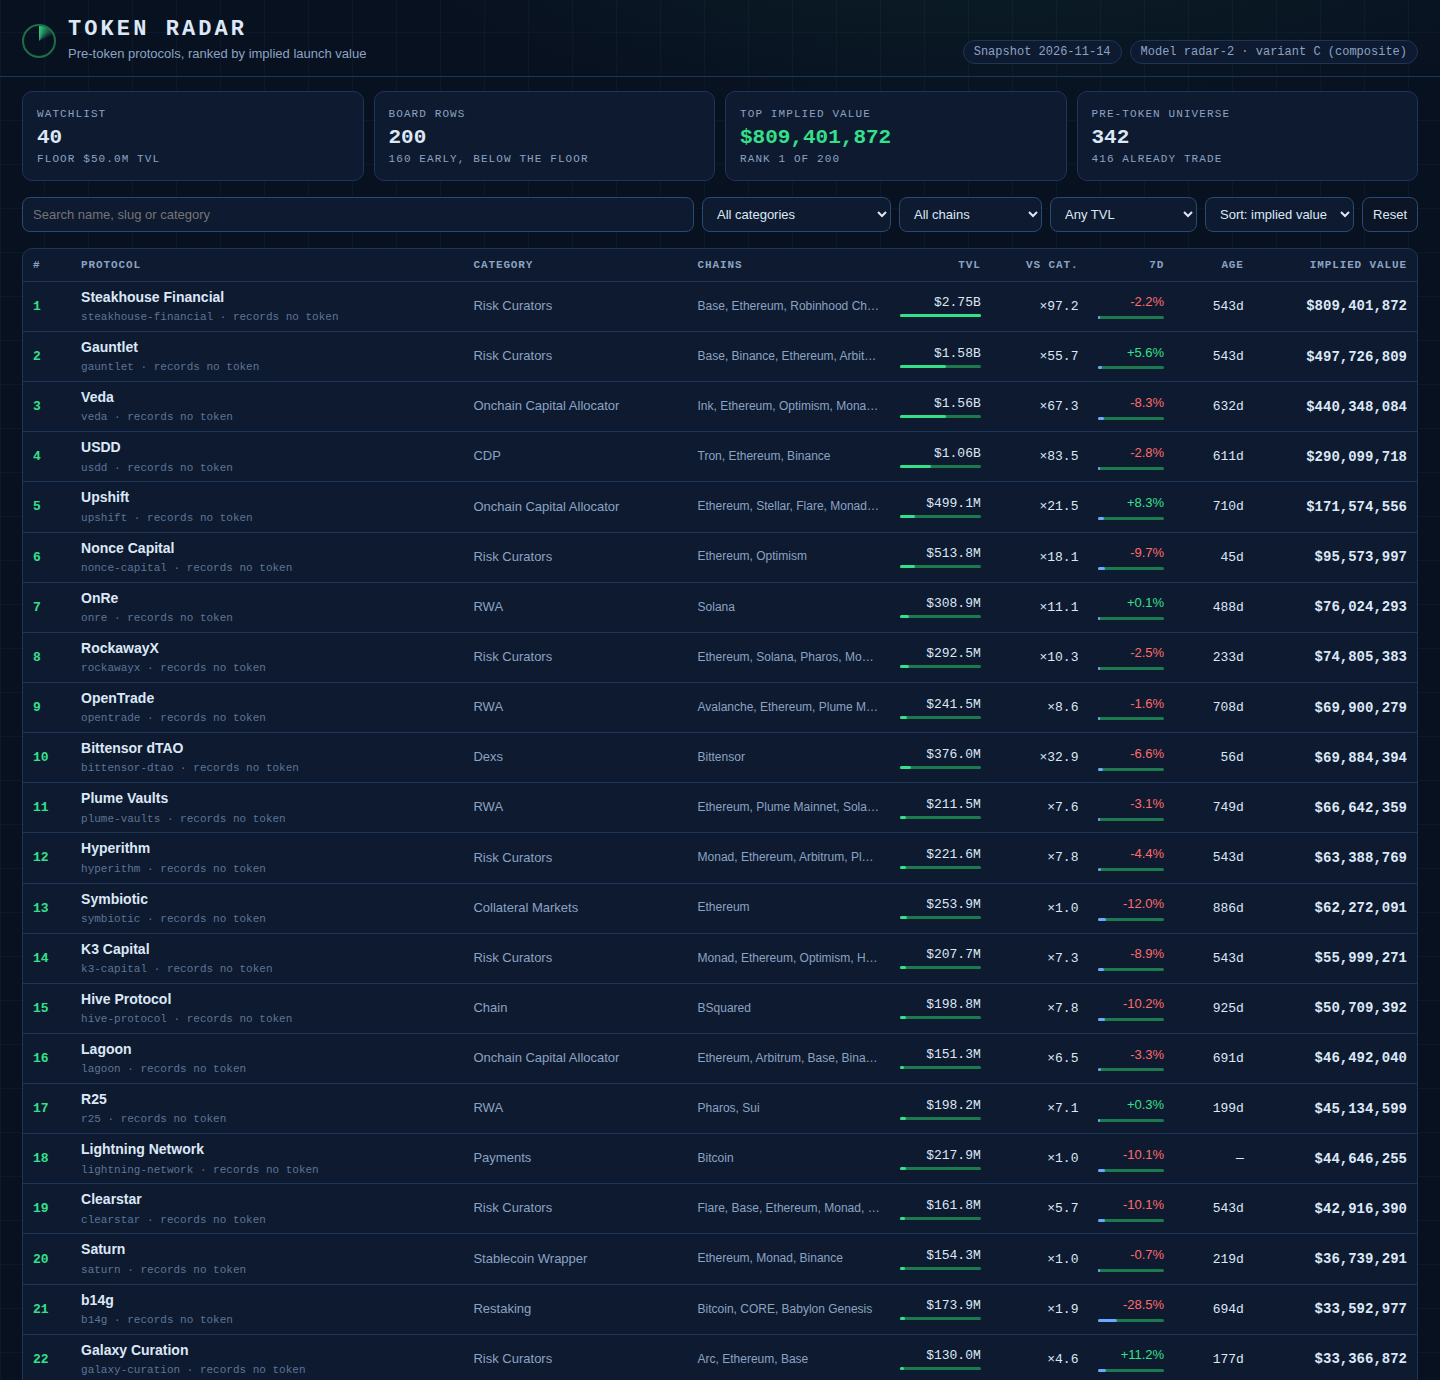 TOKEN RADAR
Pre-token protocols, ranked by implied launch value
Snapshot 2026-11-14
Model radar-2 · variant C (composite)
WATCHLIST
40
FLOOR $50.0M TVL
BOARD ROWS
200
160 EARLY, BELOW THE FLOOR
TOP IMPLIED VALUE
$809,401,872
RANK 1 OF 200
PRE-TOKEN UNIVERSE
342
416 ALREADY TRADE
Search name, slug or category
All categories
All chains
Any TVL
Sort: implied value
Reset
# PROTOCOL CATEGORY CHAINS TVL VS CAT. 7D AGE IMPLIED VALUE
1 Steakhouse Financial Risk Curators Base, Ethereum, Robinhood Ch… $2.75B ×97.2 -2.2% 543d $809,401,872
steakhouse-financial · records no token
2 Gauntlet Risk Curators Base, Binance, Ethereum, Arbit… $1.58B ×55.7 +5.6% 543d $497,726,809
gauntlet · records no token
3 Veda Onchain Capital Allocator Ink, Ethereum, Optimism, Mona… $1.56B ×67.3 -8.3% 632d $440,348,084
veda · records no token
4 USDD CDP Tron, Ethereum, Binance $1.06B ×83.5 -2.8% 611d $290,099,718
usdd · records no token
5 Upshift Onchain Capital Allocator Ethereum, Stellar, Flare, Monad… $499.1M ×21.5 +8.3% 710d $171,574,556
upshift · records no token
6 Nonce Capital Risk Curators Ethereum, Optimism $513.8M ×18.1 -9.7% 45d $95,573,997
nonce-capital · records no token
7 OnRe RWA Solana $308.9M ×11.1 +0.1% 488d $76,024,293
onre · records no token
8 RockawayX Risk Curators Ethereum, Solana, Pharos, Mo… $292.5M ×10.3 -2.5% 233d $74,805,383
rockawayx · records no token
9 OpenTrade RWA Avalanche, Ethereum, Plume M… $241.5M ×8.6 -1.6% 708d $69,900,279
opentrade · records no token
10 Bittensor dTAO Dexs Bittensor $376.0M ×32.9 -6.6% 56d $69,884,394
bittensor-dtao · records no token
11 Plume Vaults RWA Ethereum, Plume Mainnet, Sola… $211.5M ×7.6 -3.1% 749d $66,642,359
plume-vaults · records no token
12 Hyperithm Risk Curators Monad, Ethereum, Arbitrum, Pl… $221.6M ×7.8 -4.4% 543d $63,388,769
hyperithm · records no token
13 Symbiotic Collateral Markets Ethereum $253.9M ×1.0 -12.0% 886d $62,272,091
symbiotic · records no token
14 K3 Capital Risk Curators Monad, Ethereum, Optimism, H… $207.7M ×7.3 -8.9% 543d $55,999,271
k3-capital · records no token
15 Hive Protocol Chain BSquared $198.8M ×7.8 -10.2% 925d $50,709,392
hive-protocol · records no token
16 Lagoon Onchain Capital Allocator Ethereum, Arbitrum, Base, Bina… $151.3M ×6.5 -3.3% 691d $46,492,040
lagoon · records no token
17 R25 RWA Pharos, Sui $198.2M ×7.1 +0.3% 199d $45,134,599
r25 · records no token
18 Lightning Network Payments Bitcoin $217.9M ×1.0 -10.1% — $44,646,255
lightning-network · records no token
19 Clearstar Risk Curators Flare, Base, Ethereum, Monad, … $161.8M ×5.7 -10.1% 543d $42,916,390
clearstar · records no token
20 Saturn Stablecoin Wrapper Ethereum, Monad, Binance $154.3M ×1.0 -0.7% 219d $36,739,291
saturn · records no token
21 b14g Restaking Bitcoin, CORE, Babylon Genesis $173.9M ×1.9 -28.5% 694d $33,592,977
b14g · records no token
22 Galaxy Curation Risk Curators Arc, Ethereum, Base $130.0M ×4.6 +11.2% 177d $33,366,872
galaxy-curation · records no token